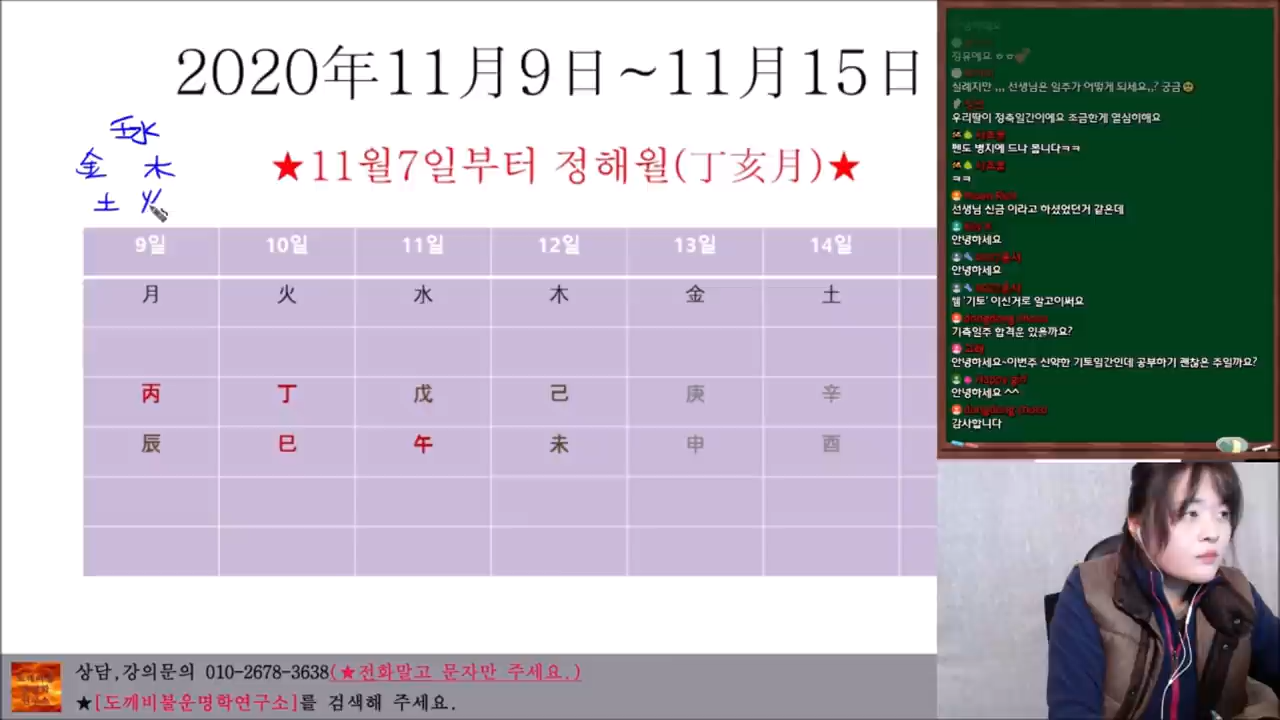 2020年11月9日~11月15日
壬水
金 木
土 火
★11월7일부터 정해월(丁亥月)★
9일 10일 11일 12일 13일 14일
月 火 水 木 金 土
丙 丁 戊 己 庚 辛
辰 巳 午 未 申 酉
상담,강의문의 010-2678-3638(★전화말고 문자만 주세요.)
★[도깨비불운명학연구소]를 검색해 주세요.
정유에요 ㅎㅎ
실례지만 ,,, 선생님은 일주가 어떻게 되세요,,? 궁금
우리딸이 정축일간이에요 조금한게 열심히해요
펜도 병지에 드나 봅니다ㅋㅋ
ㅋㅋ
선생님 신금 이라고 하셨었던거 같은데
안녕하세요
안녕하세요
쌤 '기토' 이신거로 알고이써요
기축일주 합격운 있을까요?
안녕하세요~이번주 신약한 기토일간인데 공부하기 괜찮은 주일까요?
Happy girl
안녕하세요 ^^
감사합니다